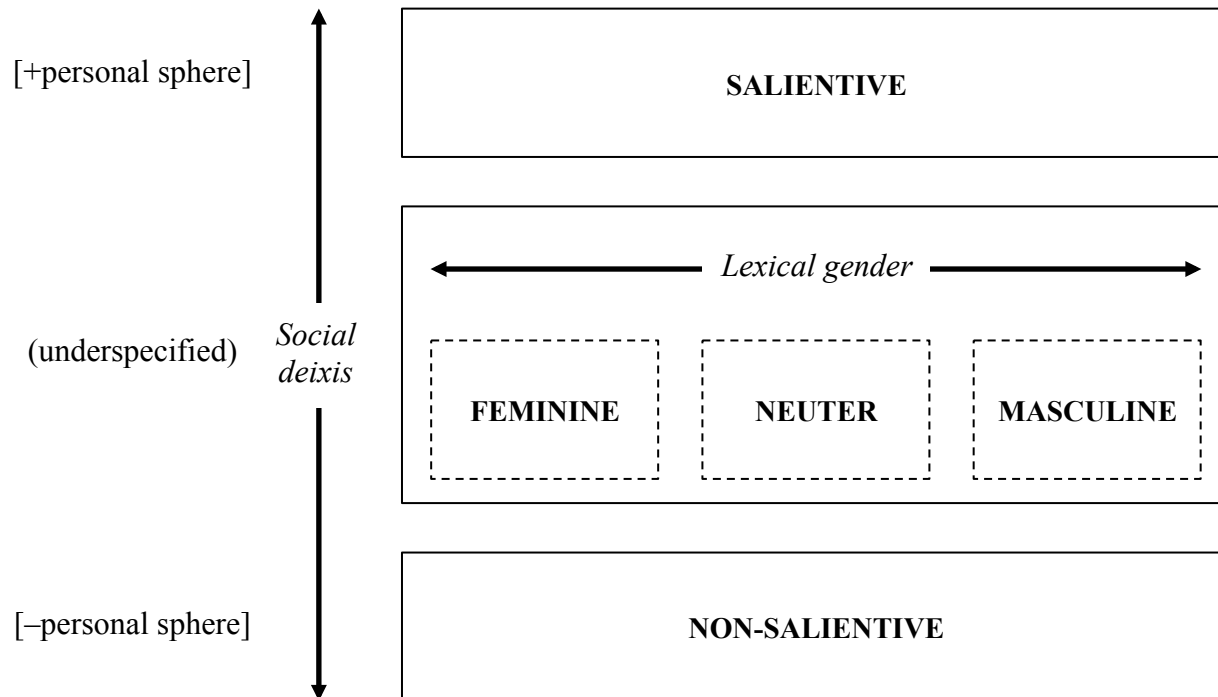 [+personal sphere]
SALIENTIVE
Lexical gender
(underspecified)
Social
deixis
FEMININE
NEUTER
MASCULINE
[–personal sphere]
NON-SALIENTIVE